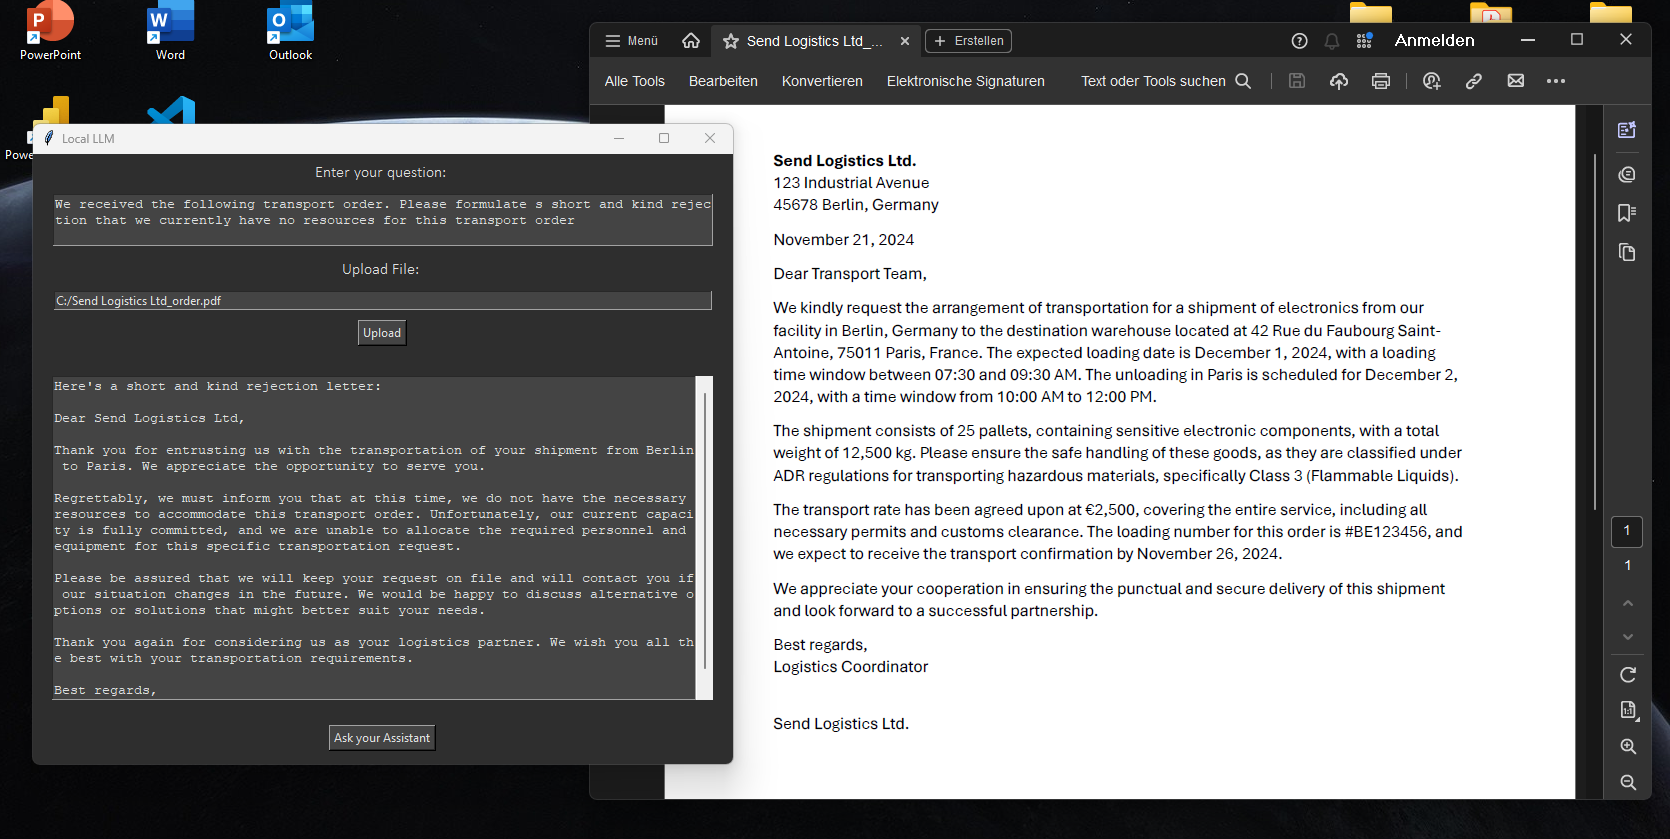 PowerPoint
Word
Outlook
Powe
Local LLM
Enter your question:
We received the following transport order. Please formulate s short and kind rejec
tion that we currently have no resources for this transport order
Upload File:
C:/Send Logistics Ltd_order.pdf
Upload
Here's a short and kind rejection letter:
Dear Send Logistics Ltd,
Thank you for entrusting us with the transportation of your shipment from Berlin
to Paris. We appreciate the opportunity to serve you.
Regrettably, we must inform you that at this time, we do not have the necessary
resources to accommodate this transport order. Unfortunately, our current capaci
ty is fully committed, and we are unable to allocate the required personnel and
equipment for this specific transportation request.
Please be assured that we will keep your request on file and will contact you if
our situation changes in the future. We would be happy to discuss alternative o
ptions or solutions that might better suit your needs.
Thank you again for considering us as your logistics partner. We wish you all th
e best with your transportation requirements.
Best regards,
Ask your Assistant
Menü
Send Logistics Ltd_...
Erstellen
Anmelden
Alle Tools
Bearbeiten
Konvertieren
Elektronische Signaturen
Text oder Tools suchen
Send Logistics Ltd.
123 Industrial Avenue
45678 Berlin, Germany
November 21, 2024
Dear Transport Team,
We kindly request the arrangement of transportation for a shipment of electronics from our
facility in Berlin, Germany to the destination warehouse located at 42 Rue du Faubourg Saint-
Antoine, 75011 Paris, France. The expected loading date is December 1, 2024, with a loading
time window between 07:30 and 09:30 AM. The unloading in Paris is scheduled for December 2,
2024, with a time window from 10:00 AM to 12:00 PM.
The shipment consists of 25 pallets, containing sensitive electronic components, with a total
weight of 12,500 kg. Please ensure the safe handling of these goods, as they are classified under
ADR regulations for transporting hazardous materials, specifically Class 3 (Flammable Liquids).
The transport rate has been agreed upon at €2,500, covering the entire service, including all
necessary permits and customs clearance. The loading number for this order is #BE123456, and
we expect to receive the transport confirmation by November 26, 2024.
We appreciate your cooperation in ensuring the punctual and secure delivery of this shipment
and look forward to a successful partnership.
Best regards,
Logistics Coordinator
Send Logistics Ltd.
1
1